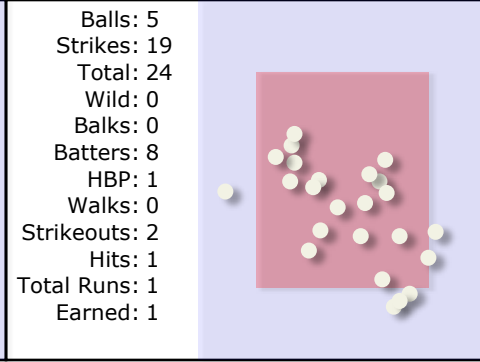 Balls: 5
Strikes: 19
Total: 24
Wild: 0
Balks: 0
Batters: 8
HBP: 1
Walks: 0
Strikeouts: 2
Hits: 1
Total Runs: 1
Earned: 1